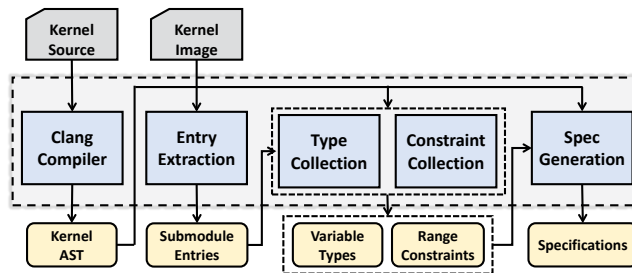 Kernel
Source
Kernel
Image
Clang
Compiler
Entry
Extraction
Type
Collection
Constraint
Collection
Spec
Generation
Kernel
AST
Submodule
Entries
Variable
Types
Range
Constraints
Specifications